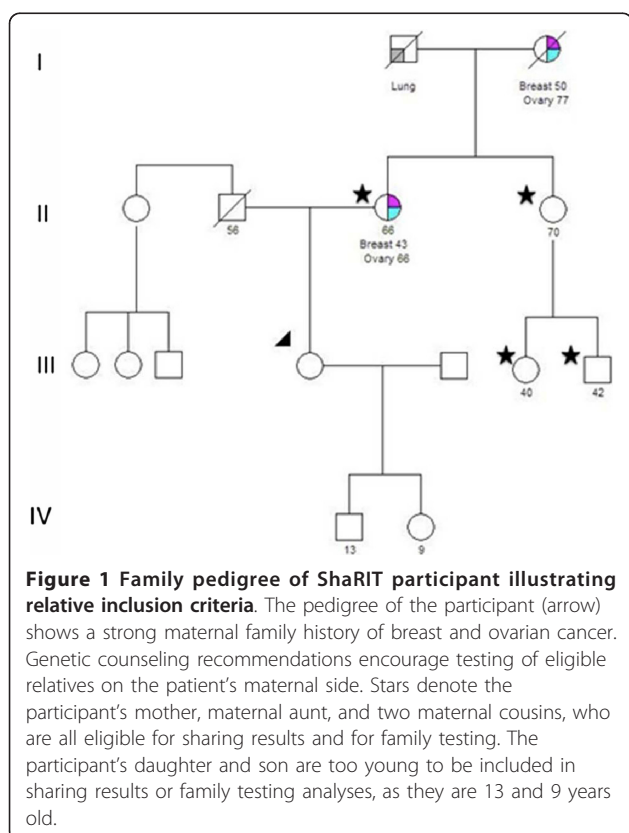 I
Lung
Breast 50
Ovary 77
II
56
66
Breast 43
Ovary 66
70
III
40
42
IV
13
9
Figure 1 Family pedigree of ShaRIT participant illustrating
relative inclusion criteria. The pedigree of the participant (arrow)
shows a strong maternal family history of breast and ovarian cancer.
Genetic counseling recommendations encourage testing of eligible
relatives on the patient's maternal side. Stars denote the
participant's mother, maternal aunt, and two maternal cousins, who
are all eligible for sharing results and for family testing. The
participant's daughter and son are too young to be included in
sharing results or family testing analyses, as they are 13 and 9 years
old.